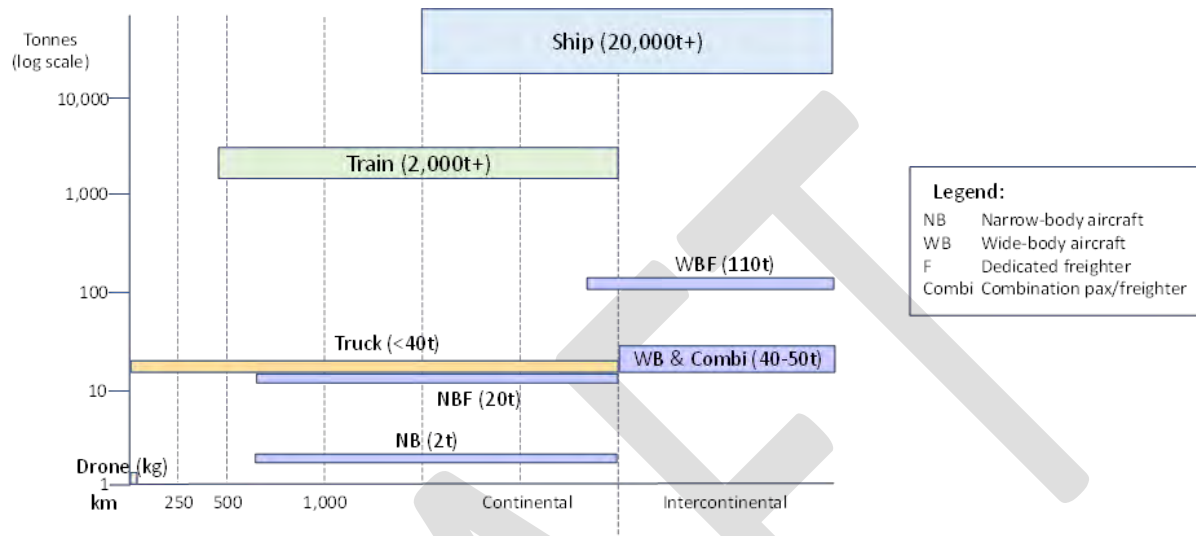 Tonnes
(log scale)
Ship (20,000t+)
10,000
Train (2,000t+)
1,000
WBF (110t)
100
Truck (<40t)
WB & Combi (40-50t)
10
NBF (20t)
NB (2t)
Drone (kg)
1
km
250 500 1,000 Continental Intercontinental
Legend:
NB Narrow-body aircraft
WB Wide-body aircraft
F Dedicated freighter
Combi Combination pax/freighter